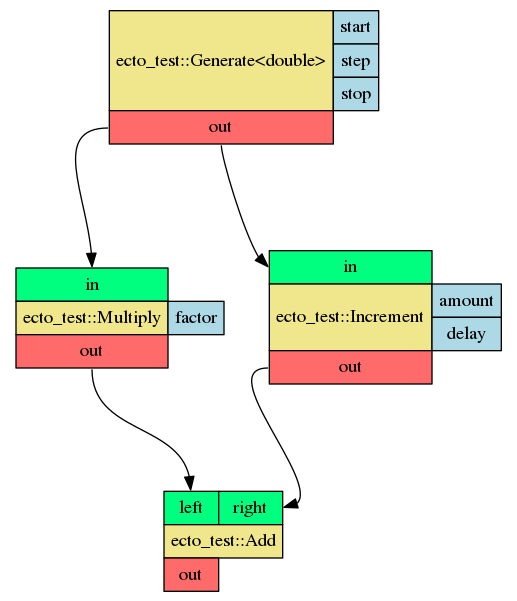 start
ecto_test::Generate<double>
step
stop
out
in
ecto_test::Multiply
factor
out
in
amount
ecto_test::Increment
delay
out
left
right
ecto_test::Add
out